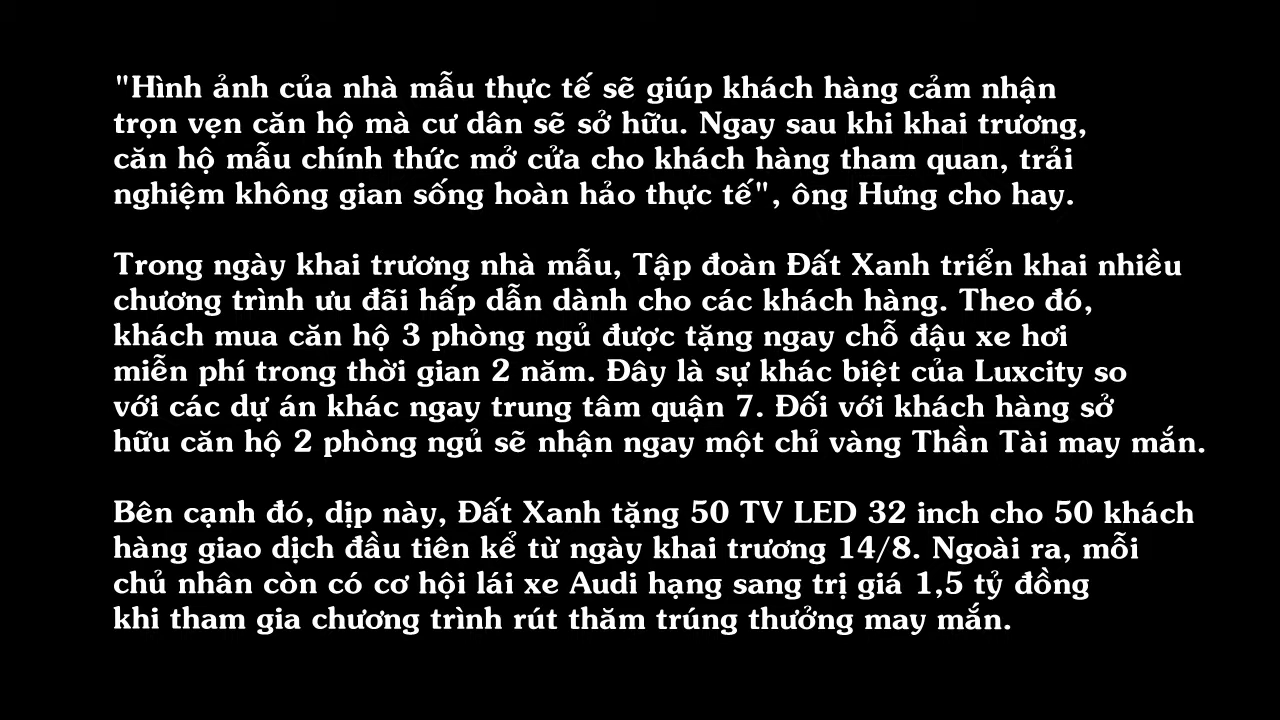 "Hình ảnh của nhà mẫu thực tế sẽ giúp khách hàng cảm nhận
trọn vẹn căn hộ mà cư dân sẽ sở hữu. Ngay sau khi khai trương,
căn hộ mẫu chính thức mở cửa cho khách hàng tham quan, trải
nghiệm không gian sống hoàn hảo thực tế", ông Hưng cho hay.
Trong ngày khai trương nhà mẫu, Tập đoàn Đất Xanh triển khai nhiều
chương trình ưu đãi hấp dẫn dành cho các khách hàng. Theo đó,
khách mua căn hộ 3 phòng ngủ được tặng ngay chỗ đậu xe hơi
miễn phí trong thời gian 2 năm. Đây là sự khác biệt của Luxcity so
với các dự án khác ngay trung tâm quận 7. Đối với khách hàng sở
hữu căn hộ 2 phòng ngủ sẽ nhận ngay một chỉ vàng Thần Tài may mắn.
Bên cạnh đó, dịp này, Đất Xanh tặng 50 TV LED 32 inch cho 50 khách
hàng giao dịch đầu tiên kể từ ngày khai trương 14/8. Ngoài ra, mỗi
chủ nhân còn có cơ hội lái xe Audi hạng sang trị giá 1,5 tỷ đồng
khi tham gia chương trình rút thăm trúng thưởng may mắn.